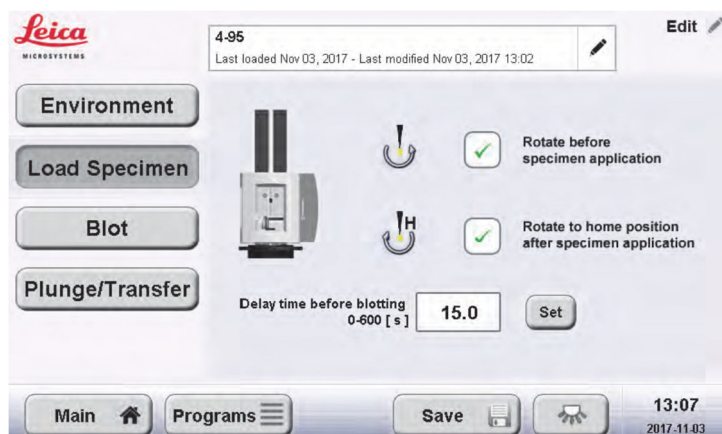 Leica
MICROSYSTEMS
4-95
Last loaded Nov 03, 2017 - Last modified Nov 03, 2017 13:02
Edit
Environment
Load Specimen
Blot
Plunge/Transfer
Rotate before
specimen application
H
Rotate to home position
after specimen application
Delay time before blotting
0-600 [ s ]
15.0
Set
Main
Programs
Save
13:07
2017-11-03